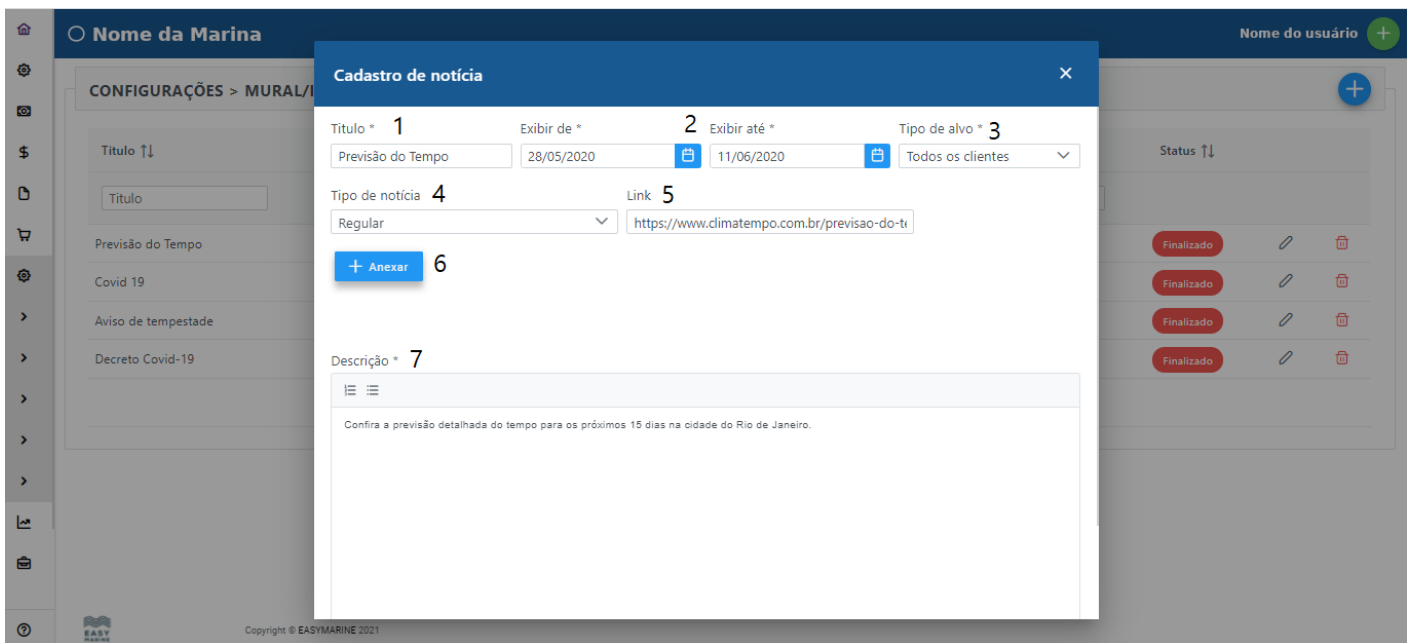 Nome da Marina
Nome do usuário
CONFIGURAÇÕES > MURAL/
Cadastro de notícia
Titulo * 1
Exibir de * 2
Exibir até *
Tipo de alvo * 3
Previsão do Tempo
28/05/2020
11/06/2020
Todos os clientes
Tipo de notícia 4
Link 5
Regular
https://www.climatempo.com.br/previsao-do-t
+ Anexar 6
Descrição * 7
Confira a previsão detalhada do tempo para os próximos 15 dias na cidade do Rio de Janeiro.
Titulo
Status
Titulo
Previsão do Tempo
Finalizado
Covid 19
Finalizado
Aviso de tempestade
Finalizado
Decreto Covid-19
Finalizado
EASY
MARINE
Copyright © EASYMARINE 2021